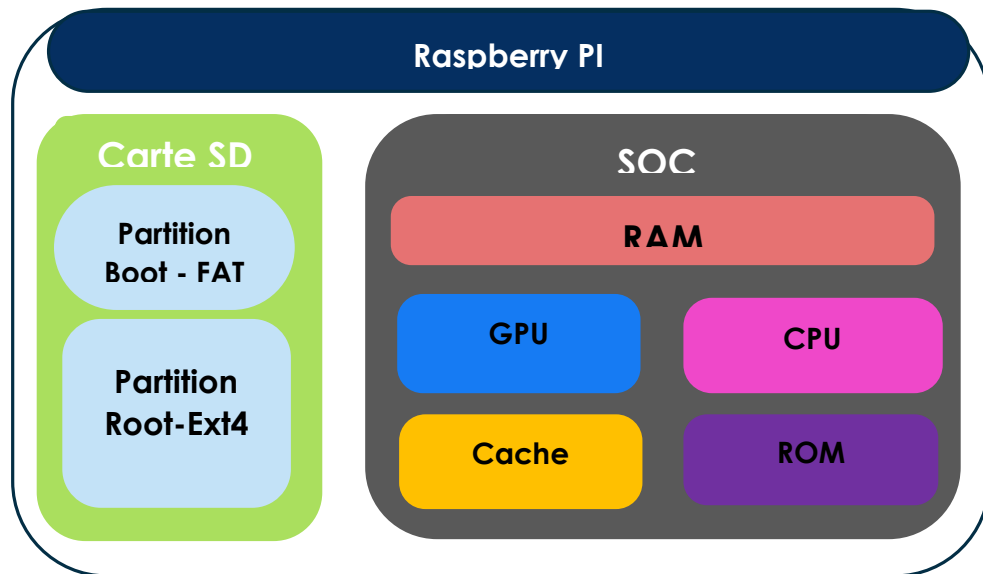 Raspberry PI
Carte SD
Partition
Boot - FAT
Partition
Root-Ext4
SOC
RAM
GPU
CPU
Cache
ROM